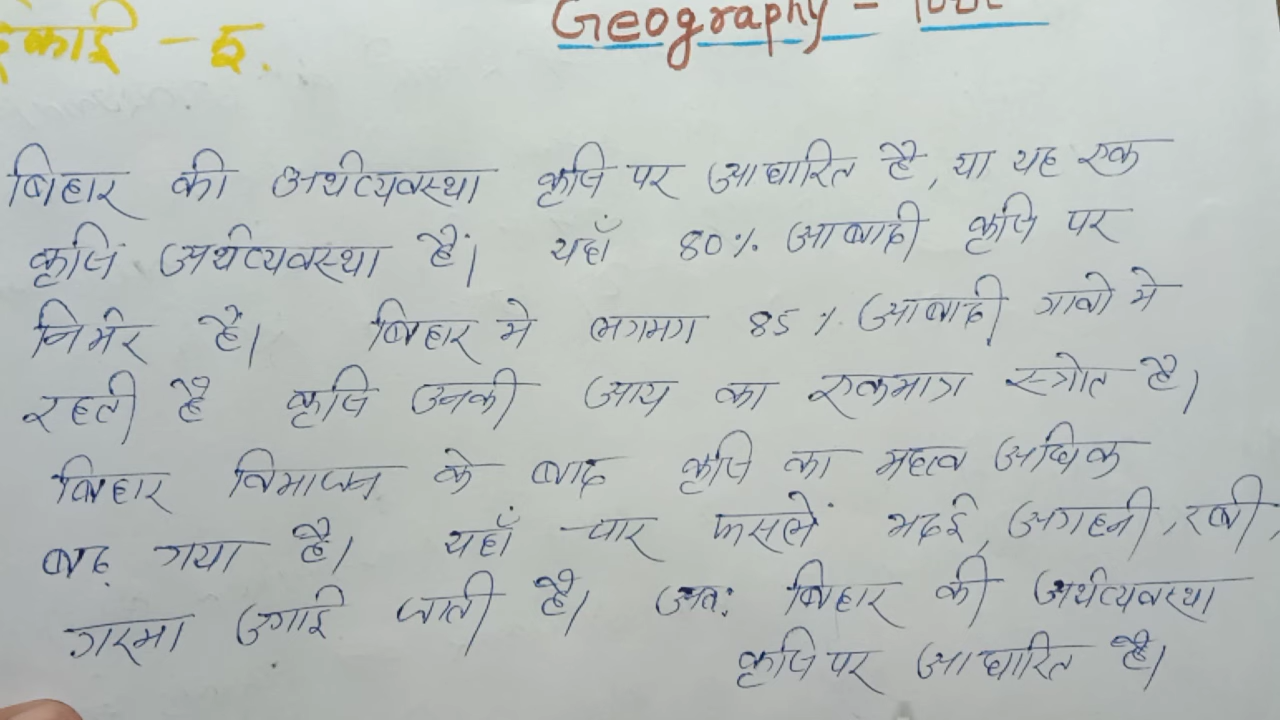 इकाई - इ.
Geography -
बिहार की अर्थव्यवस्था कृषि पर आधारित है, या यह एक
कृषि अर्थव्यवस्था हैं। यहाँ 80% आबादी कृषि पर
निर्भर हैं। बिहार मे लगभग 85% आबादी गावो मे
रहती है कृषि उनकी आय का एकमात्र स्त्रोत है।
बिहार विभाजन के बाद कृषि का महत्व अधिक
बढ़ गया है। यहाँ चार फसलें भदई, अगहनी, रबी,
गरमा उगाई जाती है। अत: बिहार की अर्थव्यवस्था
कृषि पर आधारित है।